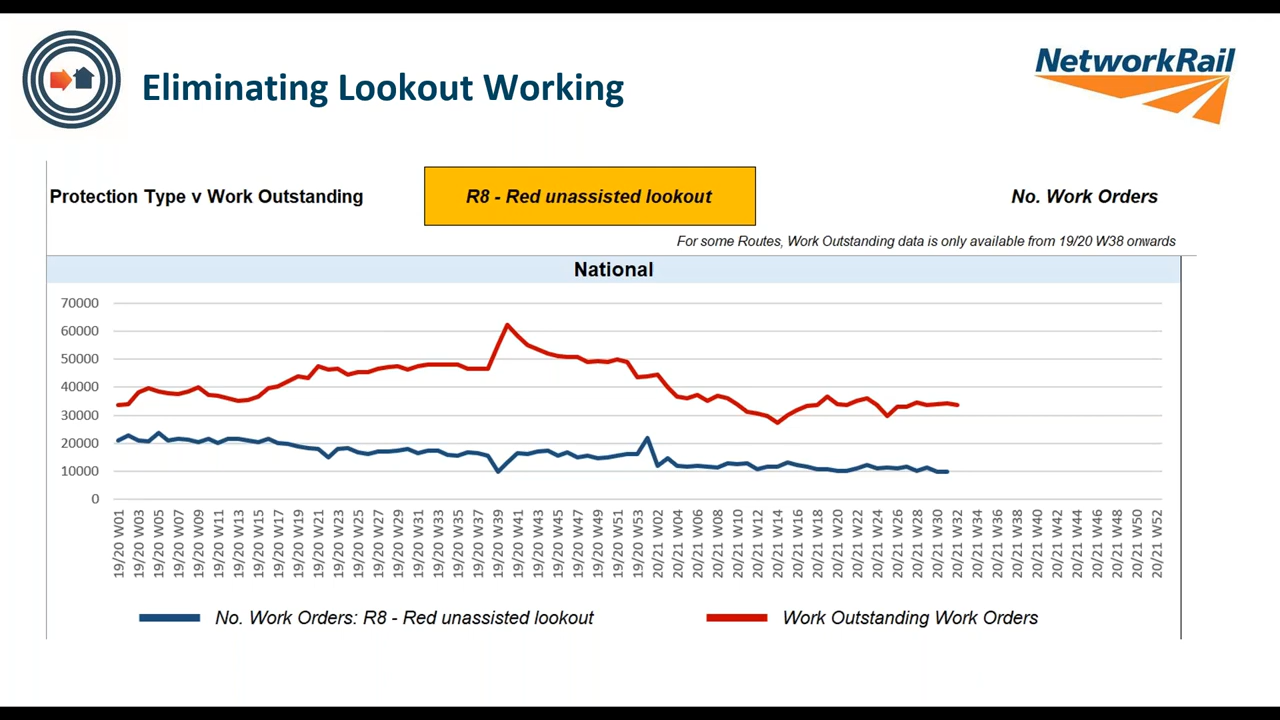 Eliminating Lookout Working
NetworkRail
Protection Type v Work Outstanding
R8 - Red unassisted lookout
No. Work Orders
For some Routes, Work Outstanding data is only available from 19/20 W38 onwards
National
70000
60000
50000
40000
30000
20000
10000
0
19/20 W01
19/20 W03
19/20 W05
19/20 W07
19/20 W09
19/20 W11
19/20 W13
19/20 W15
19/20 W17
19/20 W19
19/20 W21
19/20 W23
19/20 W25
19/20 W27
19/20 W29
19/20 W31
19/20 W33
19/20 W35
19/20 W37
19/20 W39
19/20 W41
19/20 W43
19/20 W45
19/20 W47
19/20 W49
19/20 W51
19/20 W53
20/21 W02
20/21 W04
20/21 W06
20/21 W08
20/21 W10
20/21 W12
20/21 W14
20/21 W16
20/21 W18
20/21 W20
20/21 W22
20/21 W24
20/21 W26
20/21 W28
20/21 W30
20/21 W32
20/21 W34
20/21 W36
20/21 W38
20/21 W40
20/21 W42
20/21 W44
20/21 W46
20/21 W48
20/21 W50
20/21 W52
No. Work Orders: R8 - Red unassisted lookout
Work Outstanding Work Orders